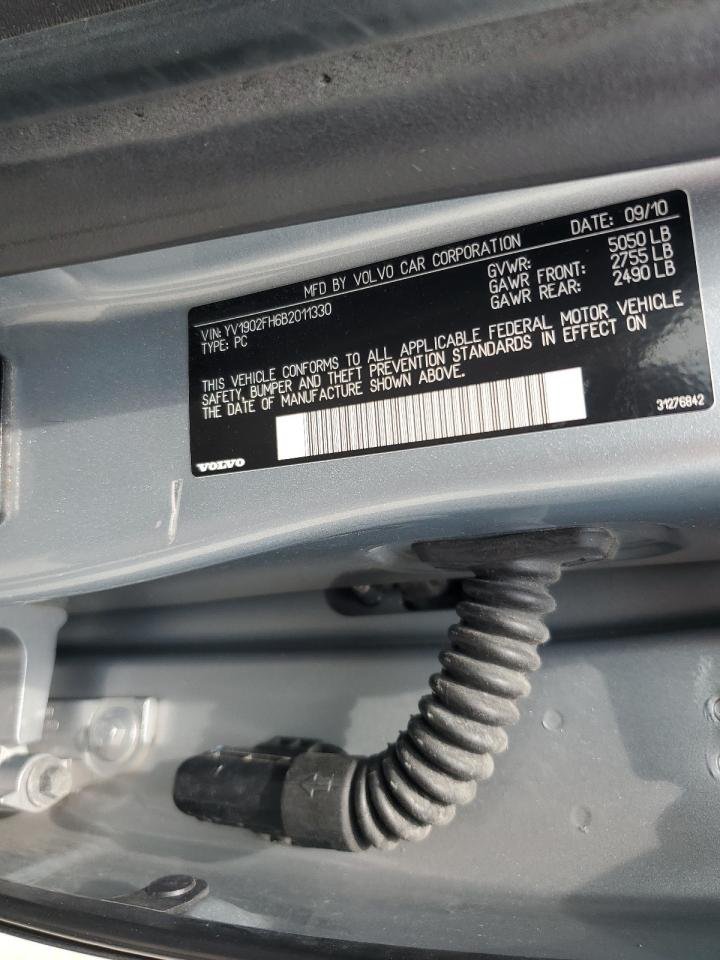 MFD BY VOLVO CAR CORPORATION DATE: 09/10
VIN: YV1902FH6B2011330
TYPE: PC
GVWR: 5050 LB
GAWR FRONT: 2755 LB
GAWR REAR: 2490 LB
THIS VEHICLE CONFORMS TO ALL APPLICABLE FEDERAL MOTOR VEHICLE
SAFETY, BUMPER AND THEFT PREVENTION STANDARDS IN EFFECT ON
THE DATE OF MANUFACTURE SHOWN ABOVE.
31276842
VOLVO